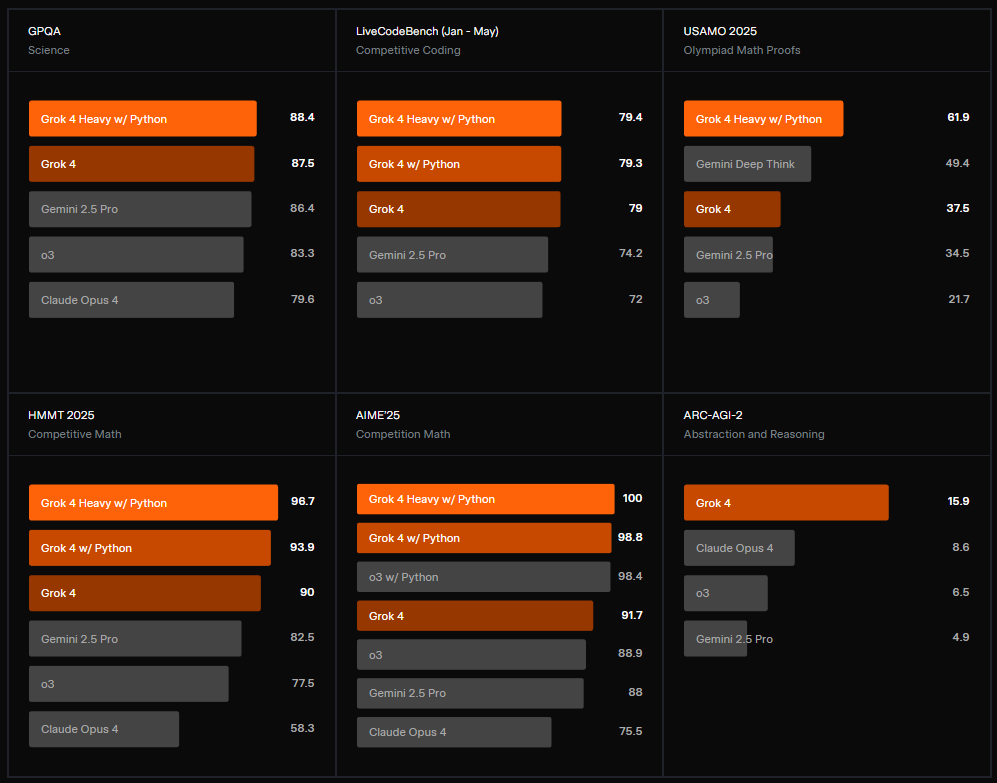 GPQA
Science
Grok 4 Heavy w/ Python 88.4
Grok 4 87.5
Gemini 2.5 Pro 86.4
o3 83.3
Claude Opus 4 79.6
LiveCodeBench (Jan - May)
Competitive Coding
Grok 4 Heavy w/ Python 79.4
Grok 4 w/ Python 79.3
Grok 4 79
Gemini 2.5 Pro 74.2
o3 72
USAMO 2025
Olympiad Math Proofs
Grok 4 Heavy w/ Python 61.9
Gemini Deep Think 49.4
Grok 4 37.5
Gemini 2.5 Pro 34.5
o3 21.7
HMMT 2025
Competitive Math
Grok 4 Heavy w/ Python 96.7
Grok 4 w/ Python 93.9
Grok 4 90
Gemini 2.5 Pro 82.5
o3 77.5
Claude Opus 4 58.3
AIME'25
Competition Math
Grok 4 Heavy w/ Python 100
Grok 4 w/ Python 98.8
o3 w/ Python 98.4
Grok 4 91.7
o3 88.9
Gemini 2.5 Pro 88
Claude Opus 4 75.5
ARC-AGI-2
Abstraction and Reasoning
Grok 4 15.9
Claude Opus 4 8.6
o3 6.5
Gemini 2.5 Pro 4.9